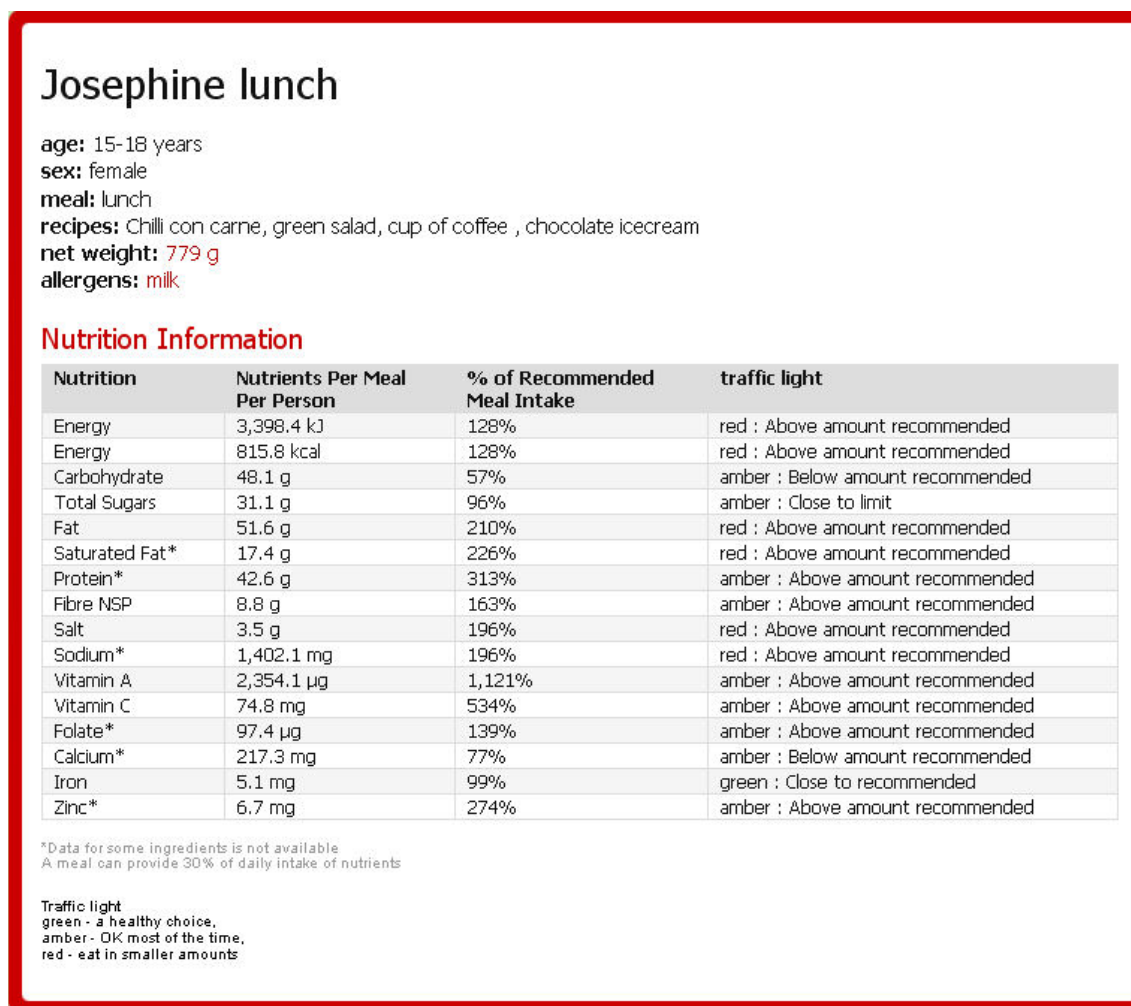 Josephine lunch
age: 15-18 years
sex: female
meal: lunch
recipes: Chilli con carne, green salad, cup of coffee , chocolate icecream
net weight: 779 g
allergens: milk
Nutrition Information
Nutrition Nutrients Per Meal Per Person % of Recommended Meal Intake traffic light
Energy 3,398.4 kJ 128% red : Above amount recommended
Energy 815.8 kcal 128% red : Above amount recommended
Carbohydrate 48.1 g 57% amber : Below amount recommended
Total Sugars 31.1 g 96% amber : Close to limit
Fat 51.6 g 210% red : Above amount recommended
Saturated Fat* 17.4 g 226% red : Above amount recommended
Protein* 42.6 g 313% amber : Above amount recommended
Fibre NSP 8.8 g 163% amber : Above amount recommended
Salt 3.5 g 196% red : Above amount recommended
Sodium* 1,402.1 mg 196% red : Above amount recommended
Vitamin A 2,354.1 µg 1,121% amber : Above amount recommended
Vitamin C 74.8 mg 534% amber : Above amount recommended
Folate* 97.4 µg 139% amber : Above amount recommended
Calcium* 217.3 mg 77% amber : Below amount recommended
Iron 5.1 mg 99% green : Close to recommended
Zinc* 6.7 mg 274% amber : Above amount recommended
*Data for some ingredients is not available
A meal can provide 30% of daily intake of nutrients
Traffic light
green - a healthy choice,
amber - OK most of the time,
red - eat in smaller amounts